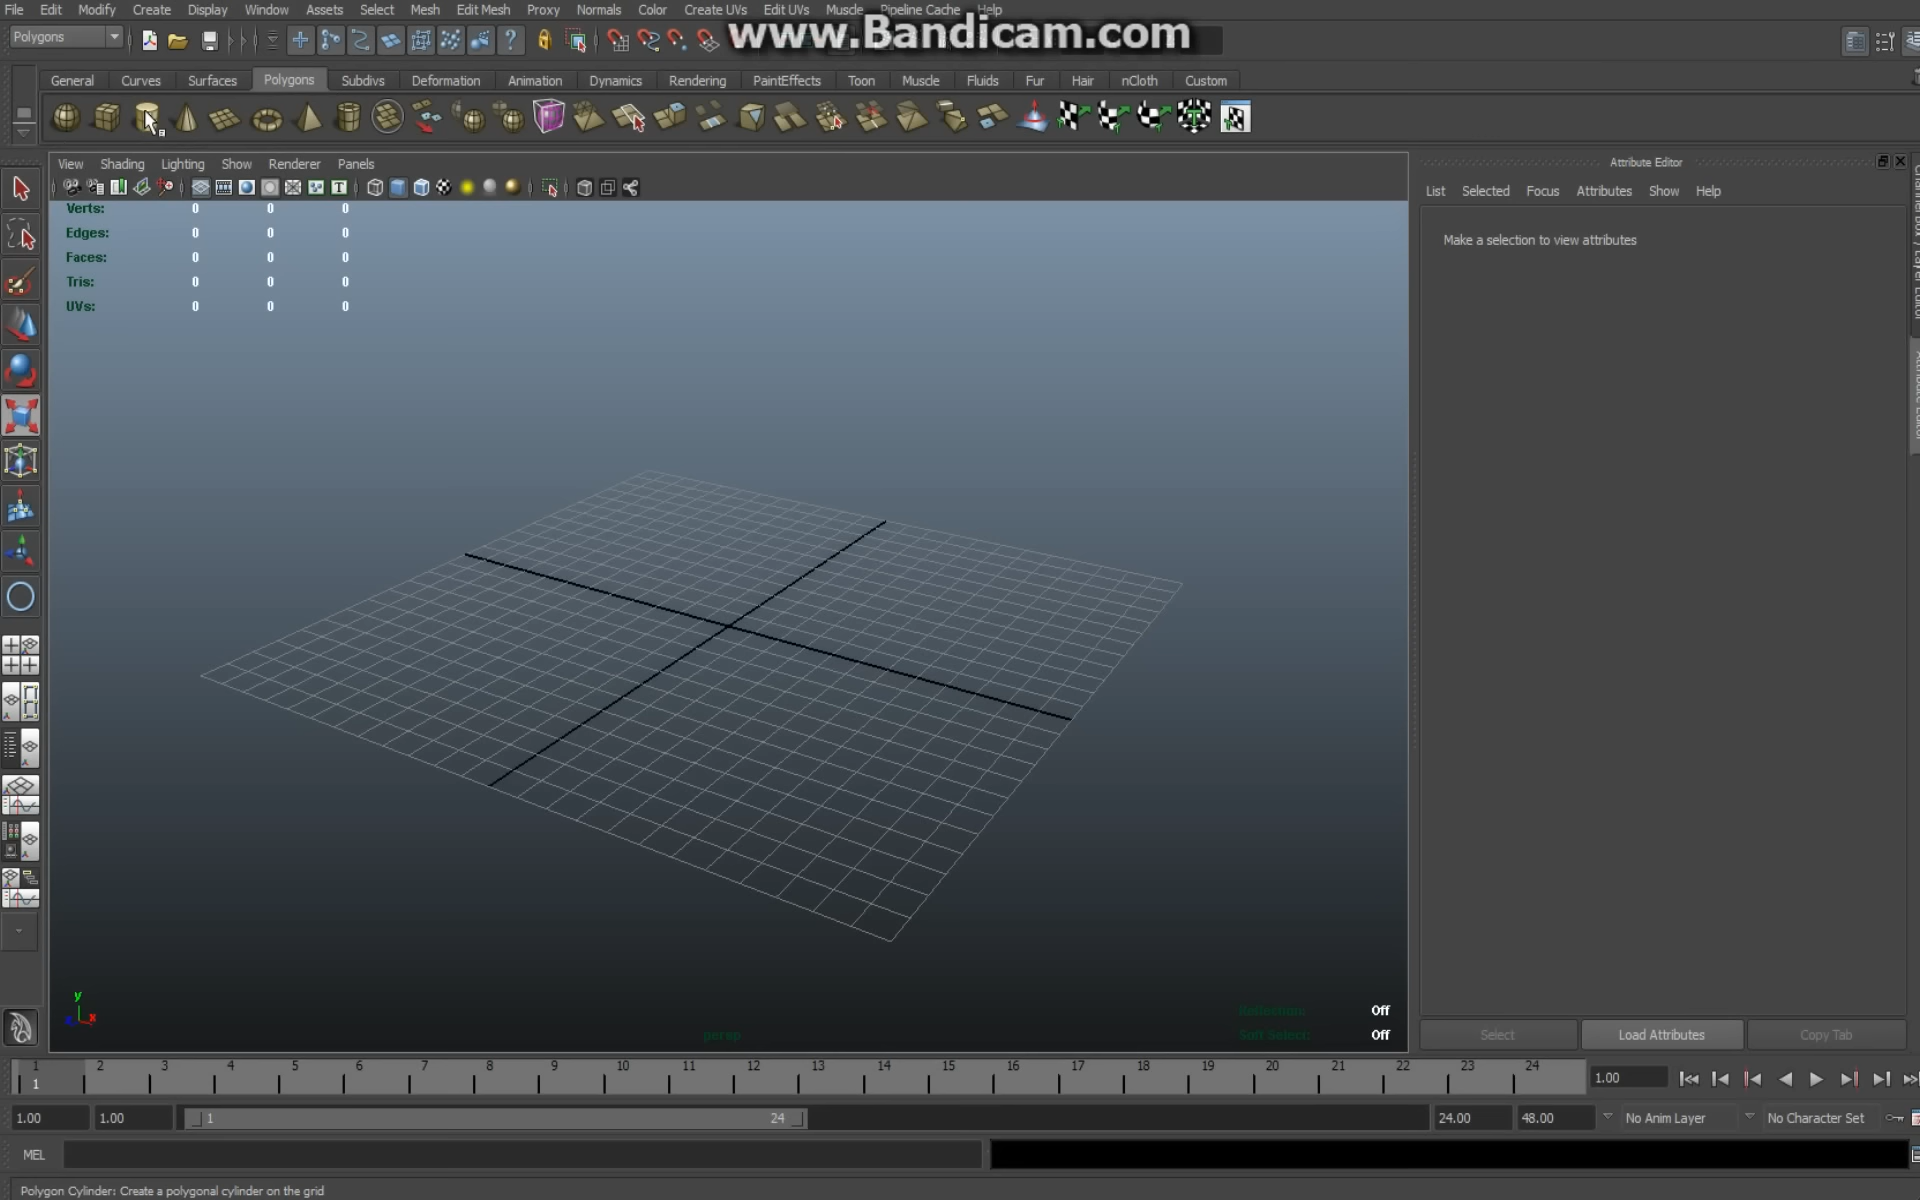 File Edit Modify Create Display Window Assets Select Mesh Edit Mesh Proxy Normals Color Create UVs Edit UVs Muscle Pipeline Cache Help
www.Bandicam.com
Polygons
General Curves Surfaces Polygons Subdivs Deformation Animation Dynamics Rendering PaintEffects Toon Muscle Fluids Fur Hair nCloth Custom
View Shading Lighting Show Renderer Panels
Attribute Editor
List Selected Focus Attributes Show Help
Make a selection to view attributes
Channel Box / Layer Editor
Attribute Editor
Verts: 0 0 0
Edges: 0 0 0
Faces: 0 0 0
Tris: 0 0 0
UVs: 0 0 0
y
x
persp
Reflection: Off
Soft Select: Off
Select Load Attributes Copy Tab
1 2 3 4 5 6 7 8 9 10 11 12 13 14 15 16 17 18 19 20 21 22 23 24
1
1.00
1.00 1.00 1 24 24.00 48.00 No Anim Layer No Character Set
MEL
Polygon Cylinder: Create a polygonal cylinder on the grid